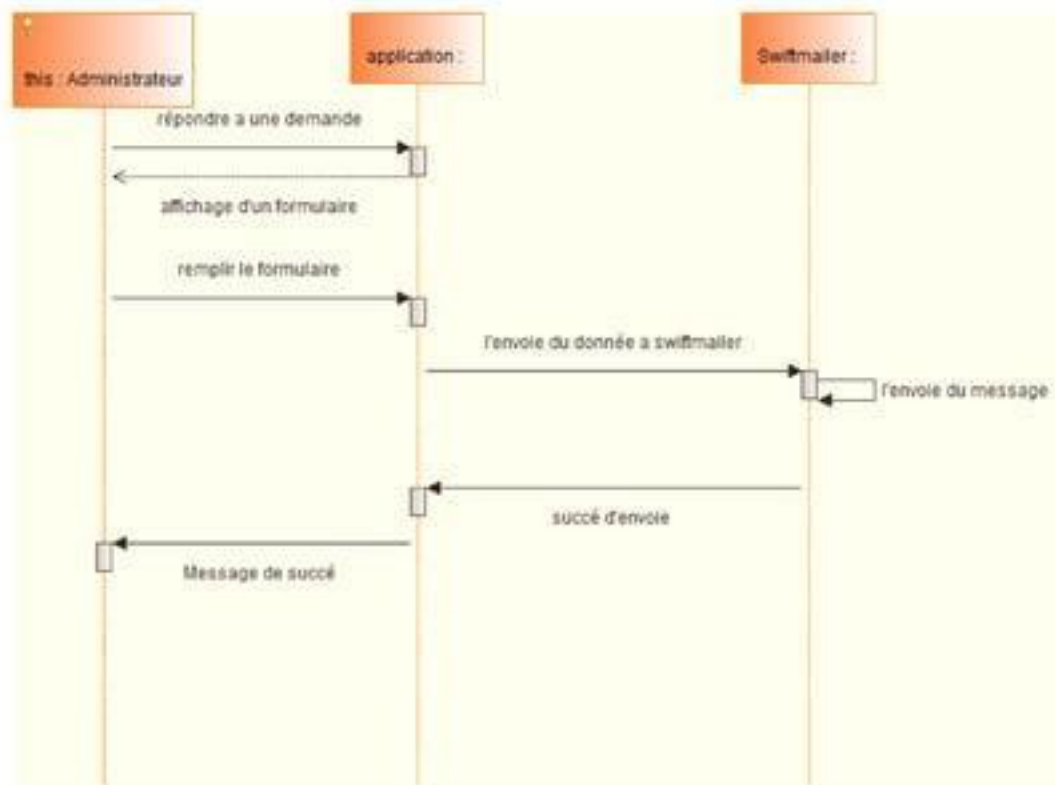 this : Administrateur
application :
Swiftmailer :
répondre a une demande
affichage d'un formulaire
remplir le formulaire
l'envoie du donnée a swiftmailer
l'envoie du message
succé d'envoie
Message de succé